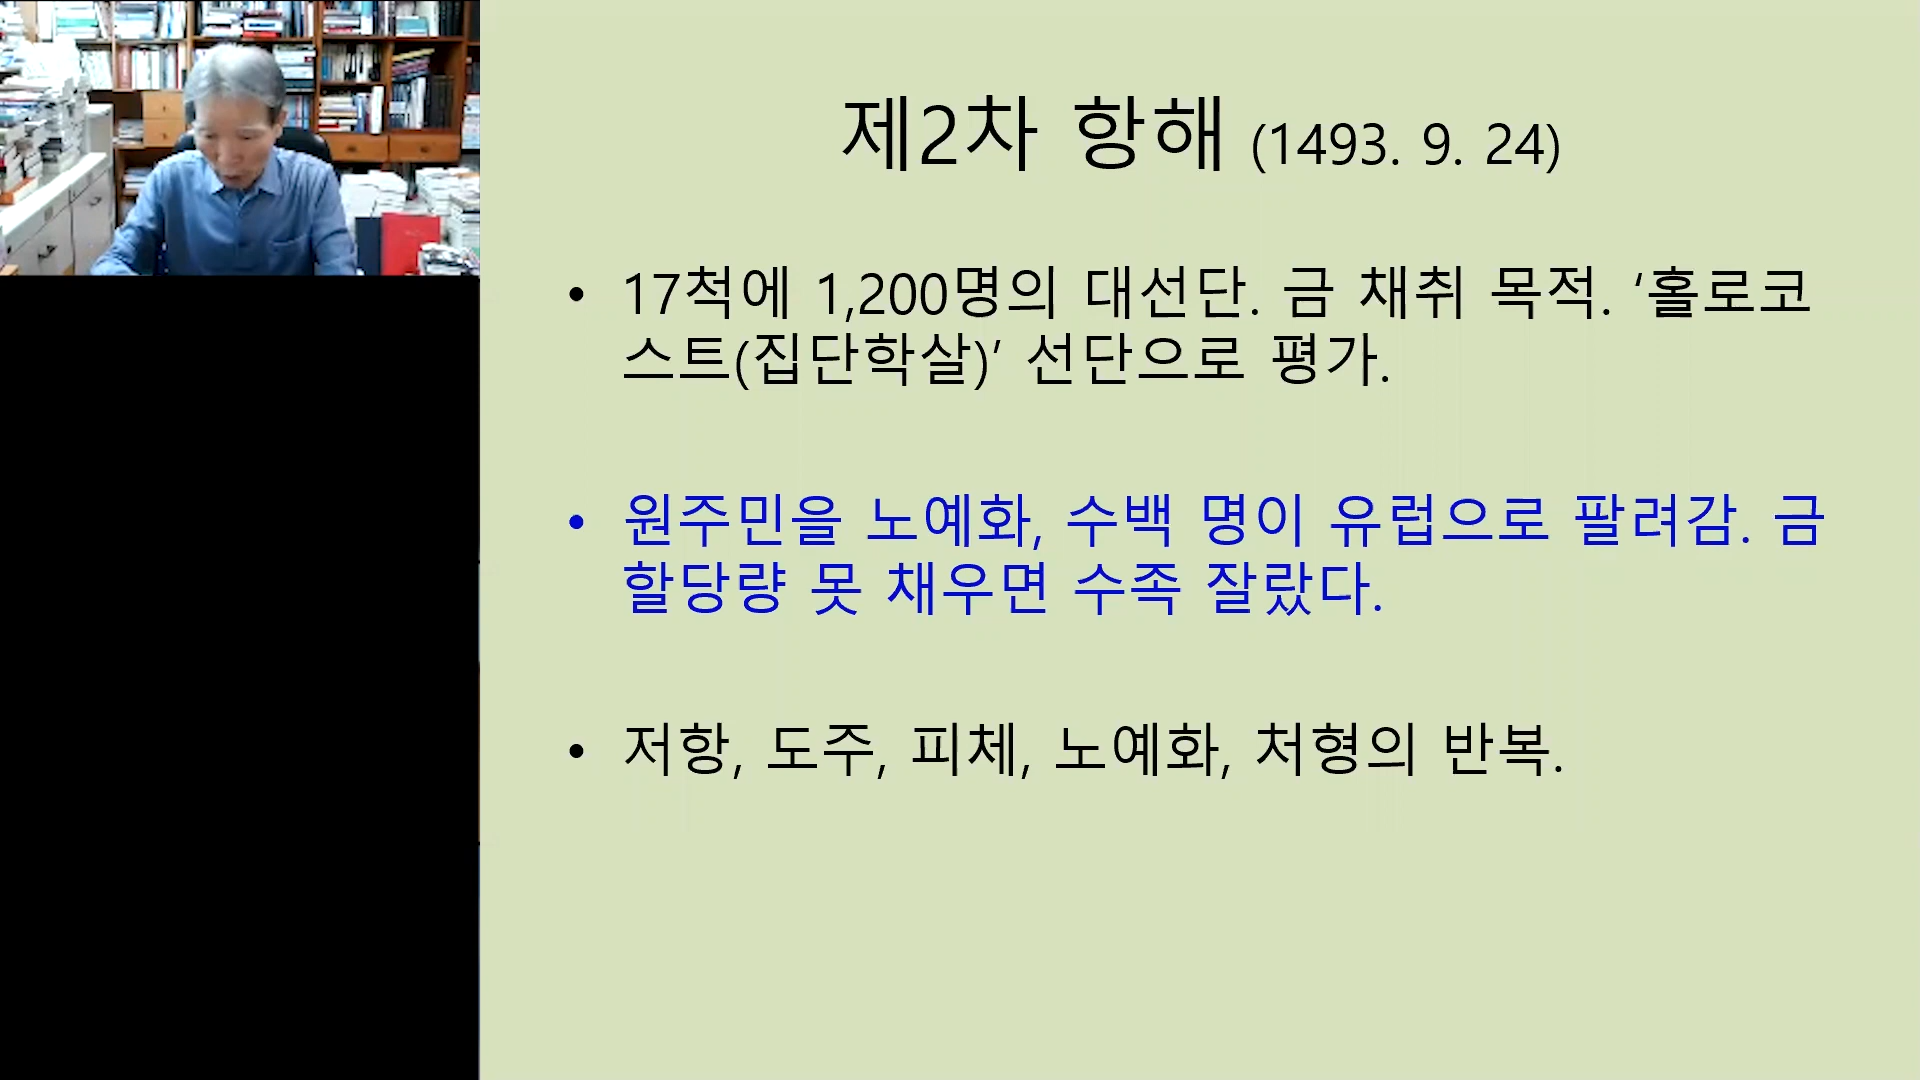 제2차 항해 (1493. 9. 24)
• 17척에 1,200명의 대선단. 금 채취 목적. ‘홀로코
스트(집단학살)’ 선단으로 평가.
• 원주민을 노예화, 수백 명이 유럽으로 팔려감. 금
할당량 못 채우면 수족 잘랐다.
• 저항, 도주, 피체, 노예화, 처형의 반복.